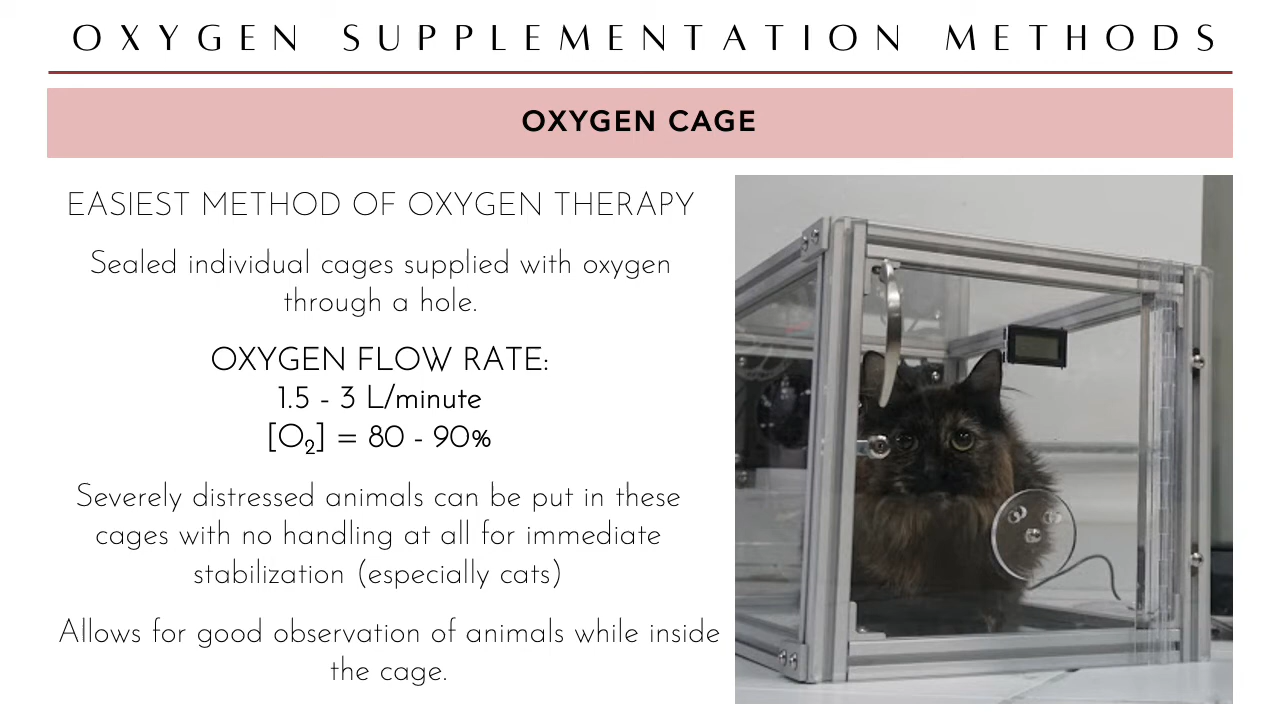 OXYGEN SUPPLEMENTATION METHODS
OXYGEN CAGE
EASIEST METHOD OF OXYGEN THERAPY
Sealed individual cages supplied with oxygen
through a hole.
OXYGEN FLOW RATE:
1.5 - 3 L/minute
[O₂] = 80 - 90%
Severely distressed animals can be put in these
cages with no handling at all for immediate
stabilization (especially cats)
Allows for good observation of animals while inside
the cage.